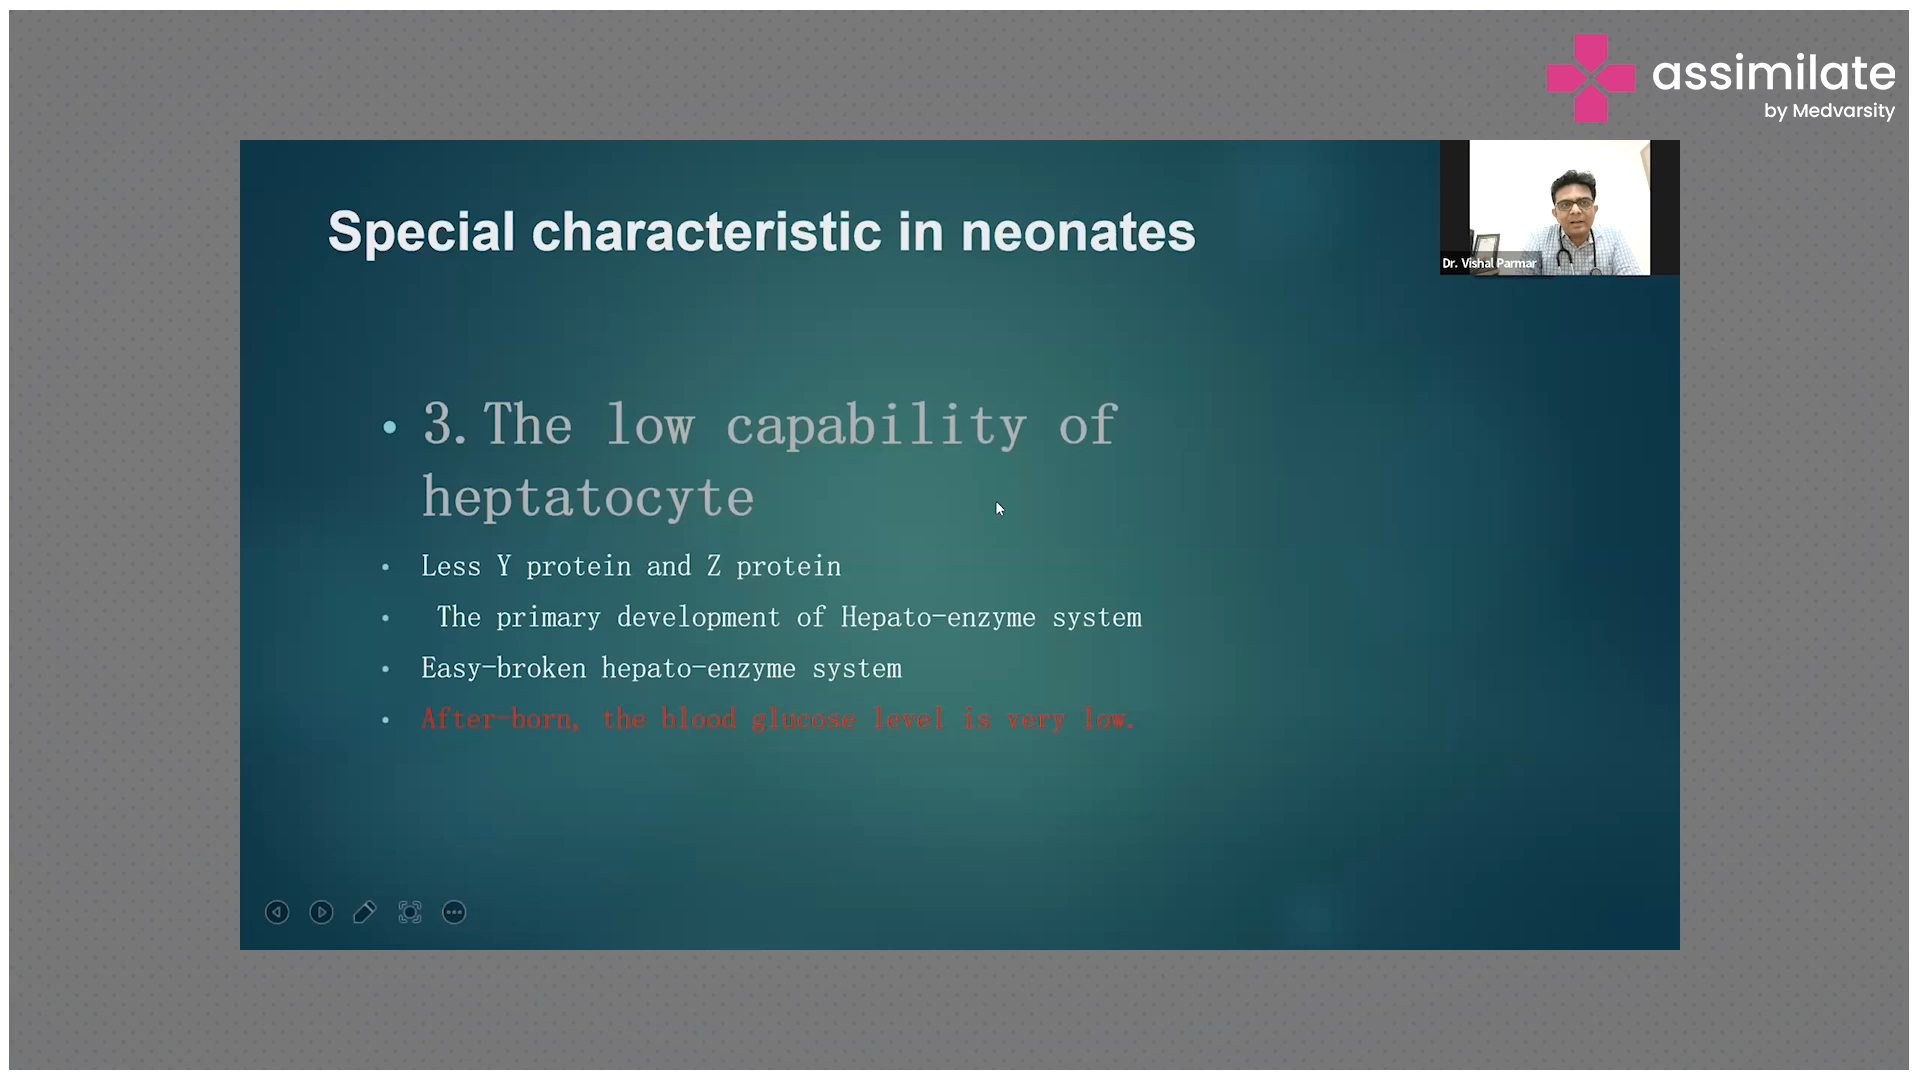 assimilate
by Medvarsity
Special characteristic in neonates
Dr. Vishal Parmar
• 3.The low capability of
heptatocyte
• Less Y protein and Z protein
• The primary development of Hepato-enzyme system
• Easy-broken hepato-enzyme system
• After-born, the blood glucose level is very low.